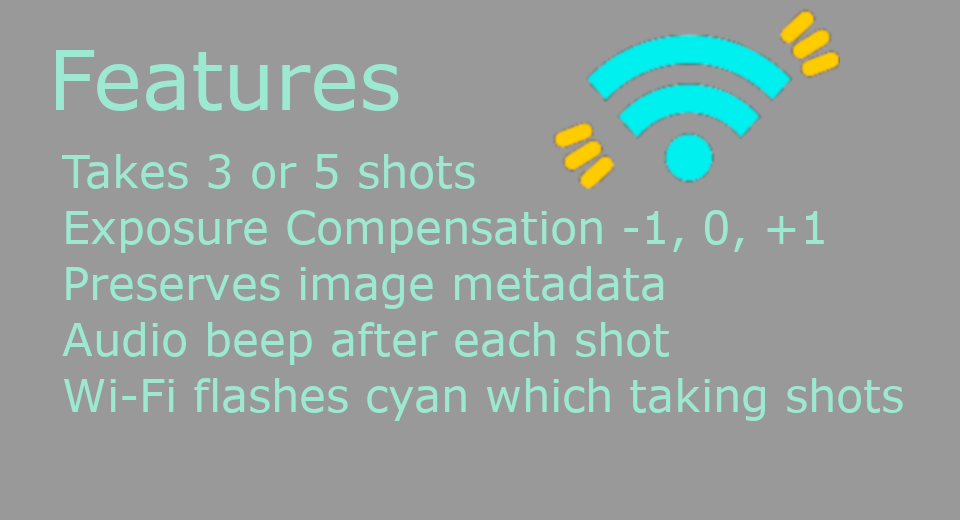 Features
Takes 3 or 5 shots
Exposure Compensation -1, 0, +1
Preserves image metadata
Audio beep after each shot
Wi-Fi flashes cyan which taking shots